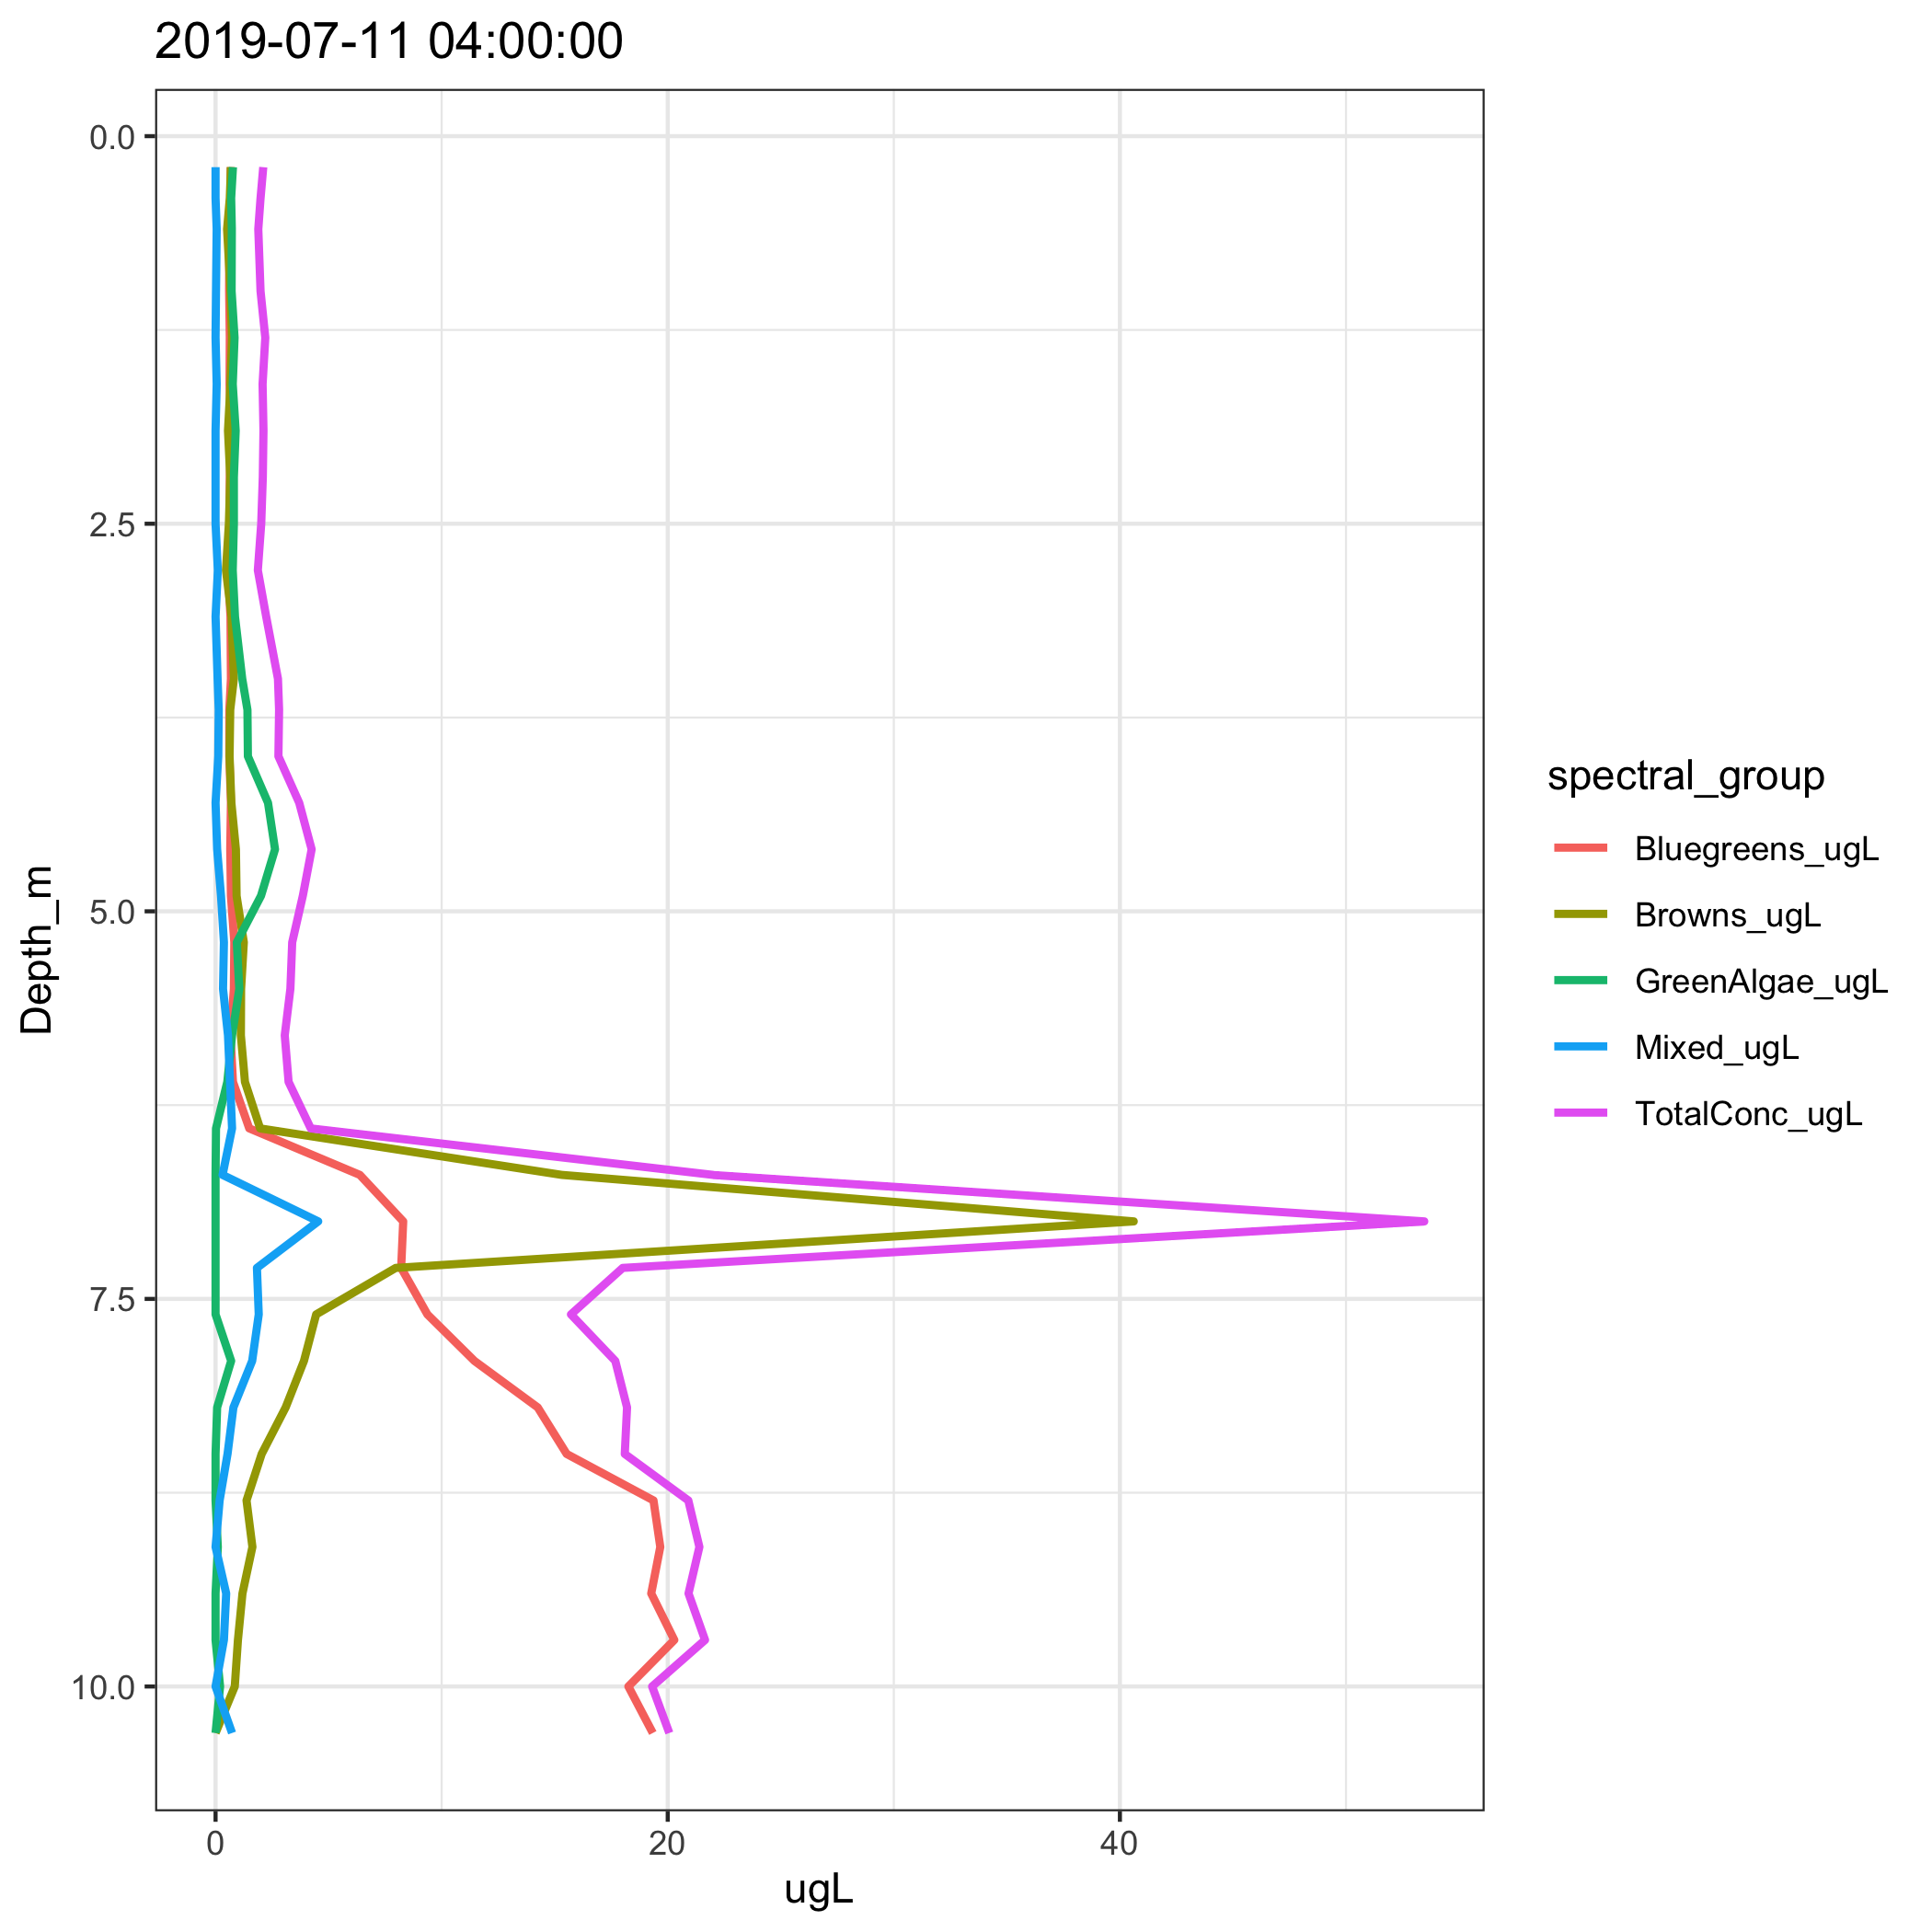 2019-07-11 04:00:00
0.0
2.5
5.0
7.5
10.0
Depth_m
0
20
40
ugL
spectral_group
Bluegreens_ugL
Browns_ugL
GreenAlgae_ugL
Mixed_ugL
TotalConc_ugL